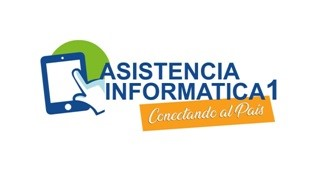 ASISTENCIA
INFORMATICA1
Conectando al País